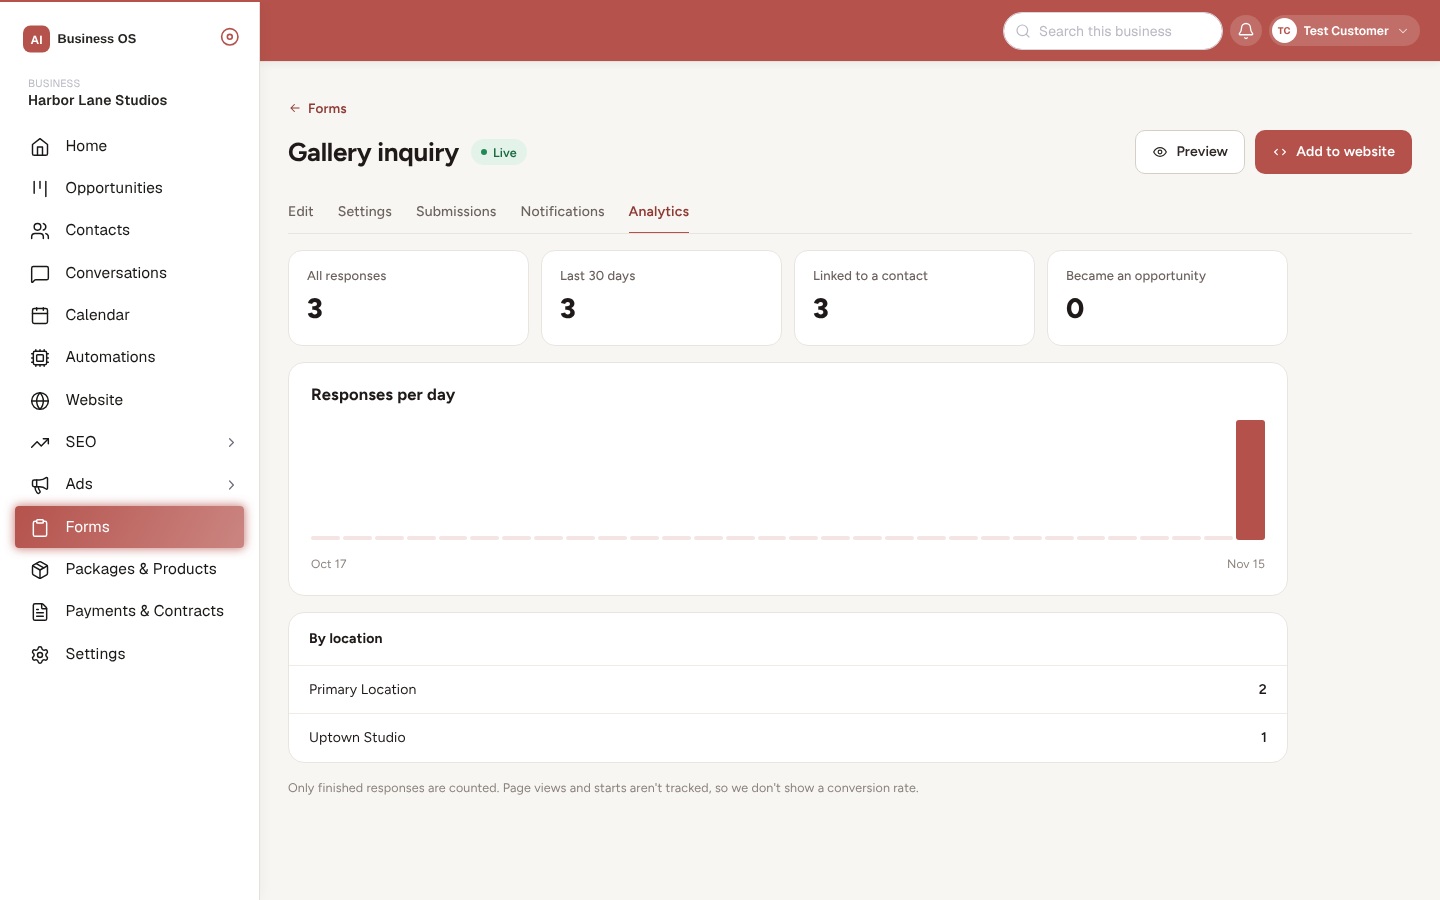 AI Business OS
Search this business
TC Test Customer
BUSINESS
Harbor Lane Studios
Home
Opportunities
Contacts
Conversations
Calendar
Automations
Website
SEO
Ads
Forms
Packages & Products
Payments & Contracts
Settings
Forms
Gallery inquiry
Live
Preview
Add to website
Edit
Settings
Submissions
Notifications
Analytics
All responses
3
Last 30 days
3
Linked to a contact
3
Became an opportunity
0
Responses per day
Oct 17
Nov 15
By location
Primary Location 2
Uptown Studio 1
Only finished responses are counted. Page views and starts aren't tracked, so we don't show a conversion rate.